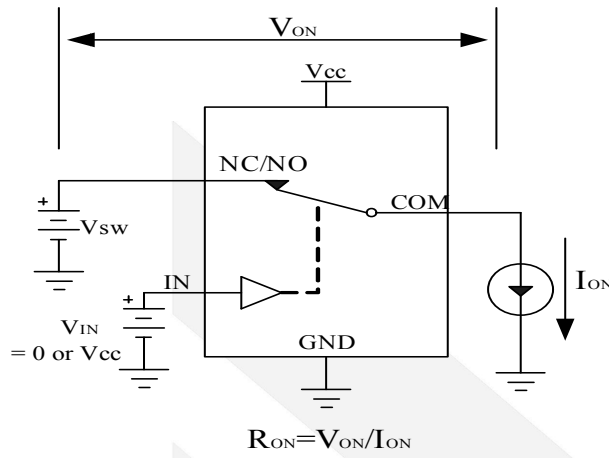 VON
Vcc
NC/NO
COM
+
Vsw
IN
+
ION
VIN
= 0 or Vcc
GND
RON=VON/ION